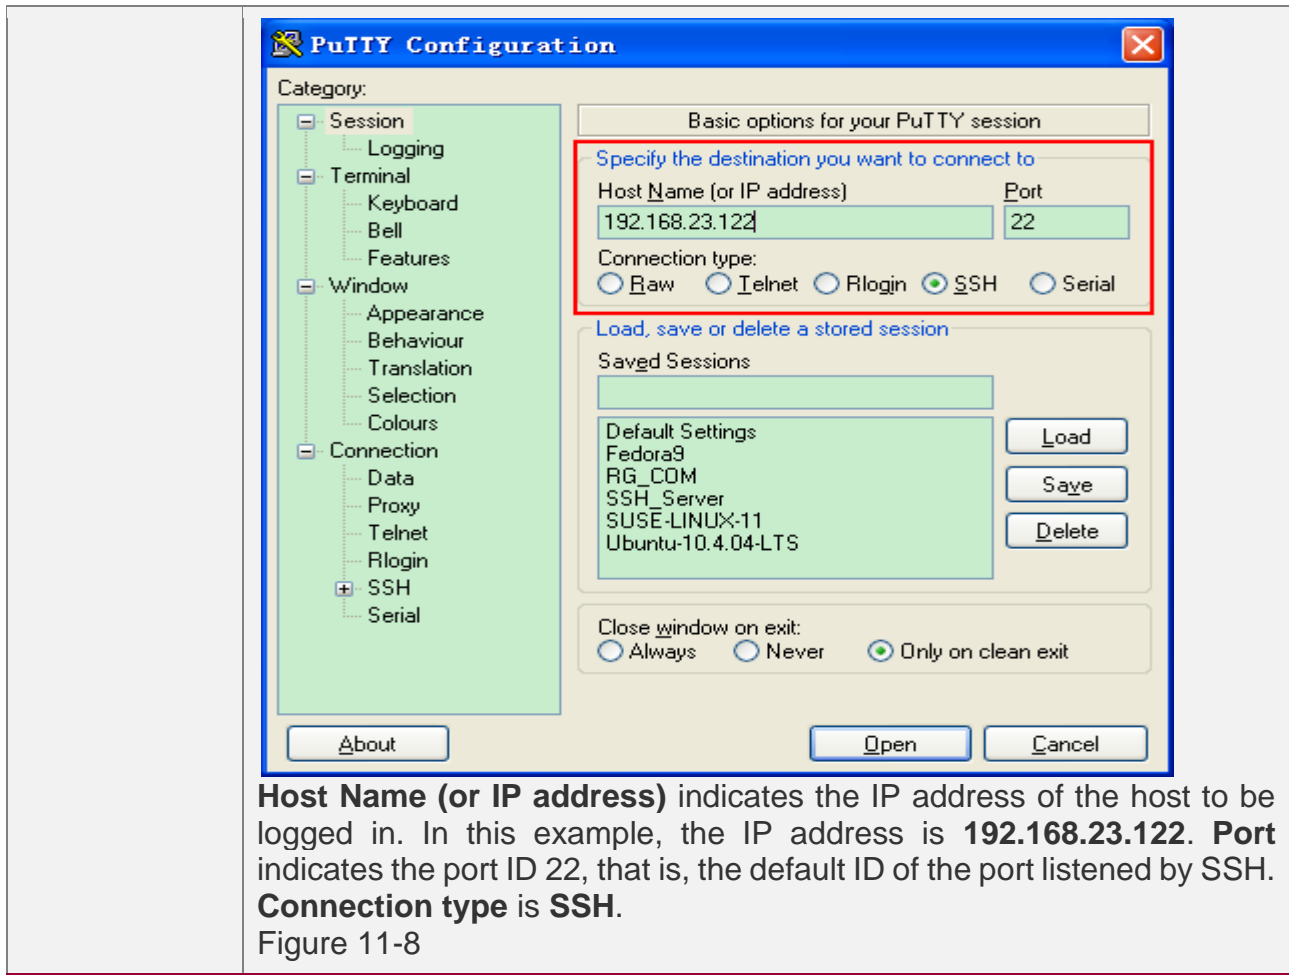 PuTTY Configuration
Category:
Session
Logging
Terminal
Keyboard
Bell
Features
Window
Appearance
Behaviour
Translation
Selection
Colours
Connection
Data
Proxy
Telnet
Rlogin
SSH
Serial
Basic options for your PuTTY session
Specify the destination you want to connect to
Host Name (or IP address) Port
192.168.23.122 22
Connection type:
Raw Telnet Rlogin SSH Serial
Load, save or delete a stored session
Saved Sessions
Default Settings
Fedora9
RG_COM
SSH_Server
SUSE-LINUX-11
Ubuntu-10.4.04-LTS
Load
Save
Delete
Close window on exit:
Always Never Only on clean exit
About Open Cancel
Host Name (or IP address) indicates the IP address of the host to be
logged in. In this example, the IP address is 192.168.23.122. Port
indicates the port ID 22, that is, the default ID of the port listened by SSH.
Connection type is SSH.
Figure 11-8